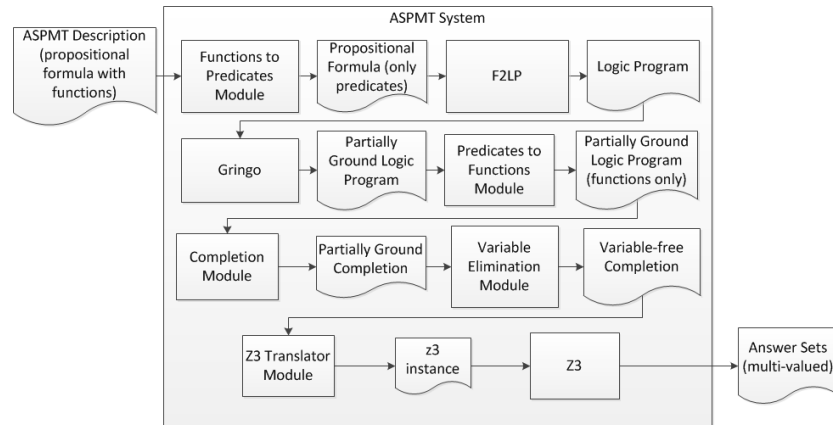 ASPMT System
ASPMT Description
(propositional
formula with
functions)
Functions to
Predicates
Module
Propositional
Formula (only
predicates)
F2LP
Logic Program
Gringo
Partially
Ground Logic
Program
Predicates to
Functions
Module
Partially Ground
Logic Program
(functions only)
Completion
Module
Partially Ground
Completion
Variable
Elimination
Module
Variable-free
Completion
Z3 Translator
Module
z3
instance
Z3
Answer Sets
(multi-valued)